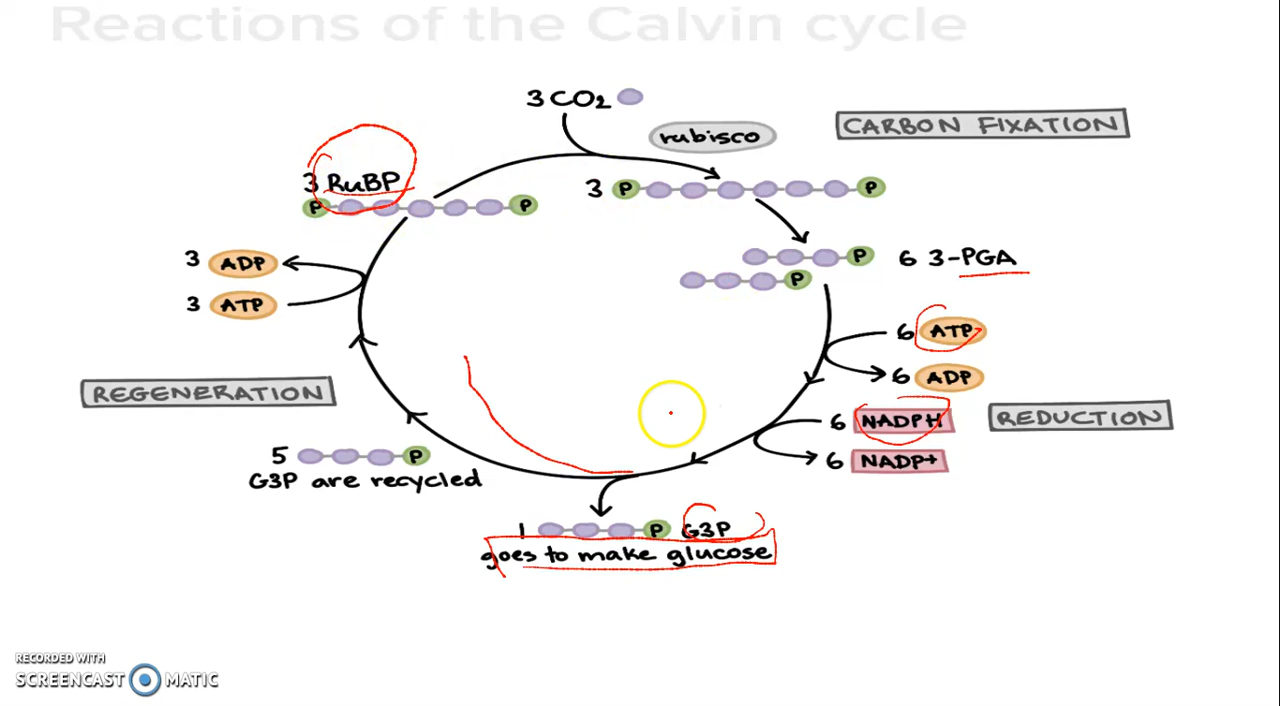 Reactions of the Calvin cycle
3 CO2
rubisco
CARBON FIXATION
3 RuBP
P P
3 P P
P 6 3-PGA
P
3 ADP
3 ATP
6 ATP
6 ADP
REGENERATION
6 NADPH
6 NADP+
REDUCTION
5 P
G3P are recycled
1 P G3P
goes to make glucose
RECORDED WITH
SCREENCAST MATIC